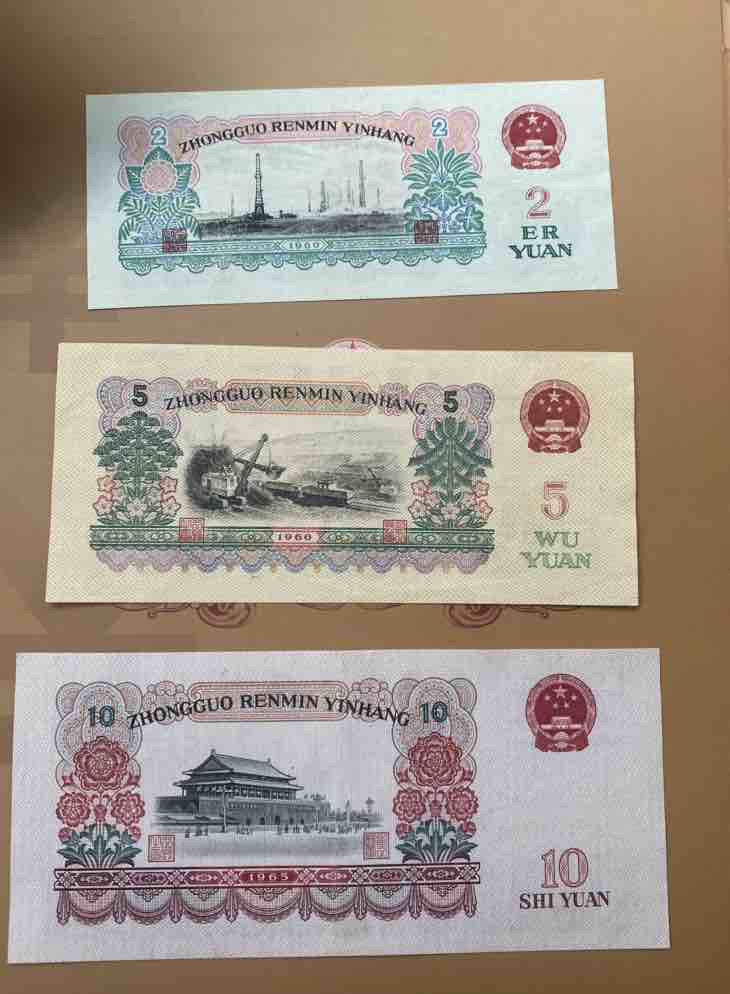 2 2
ZHONGGUO RENMIN YINHANG
1960
2
ER
YUAN
5 5
ZHONGGUO RENMIN YINHANG
1960
5
WU
YUAN
10 10
ZHONGGUO RENMIN YINHANG
1965
10
SHI YUAN